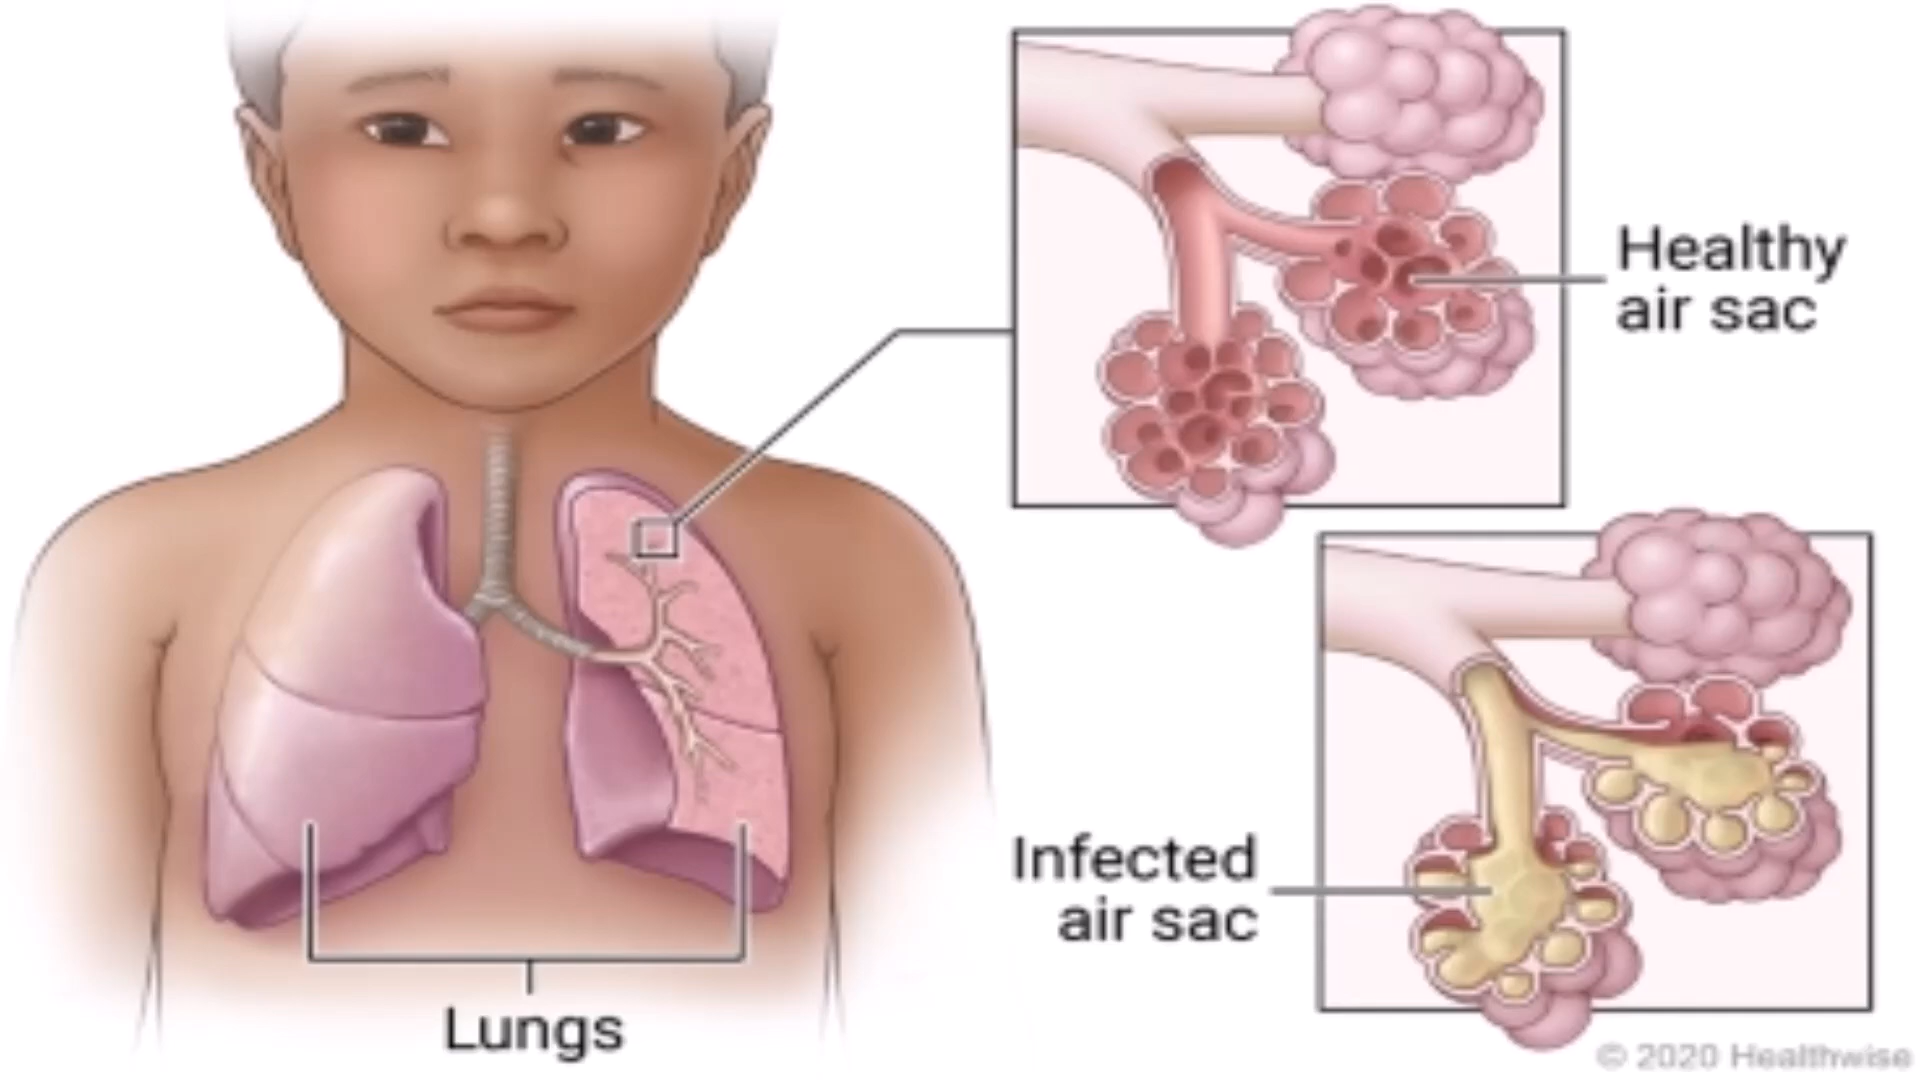 Healthy
air sac
Infected
air sac
Lungs
© 2020 Healthwise